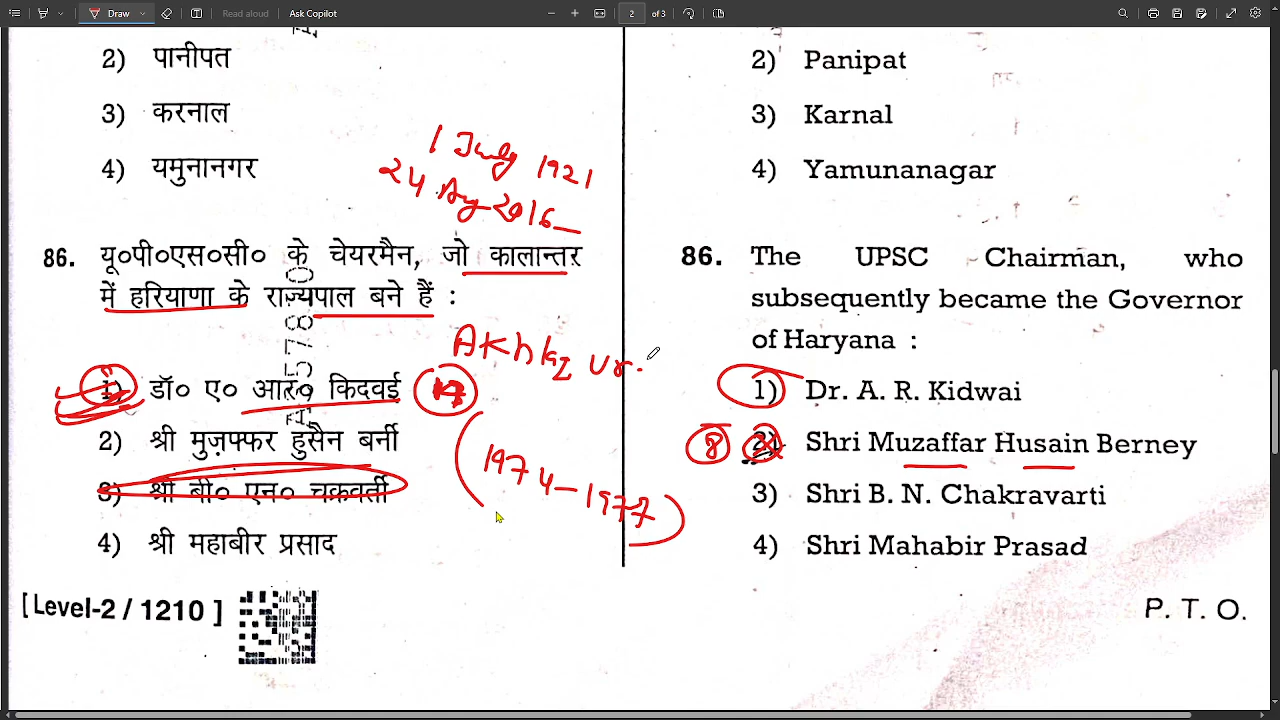 Draw
Read aloud
Ask Copilot
2
of 3
2) पानीपत
3) करनाल
4) यमुनानगर
1 July 1921
24 Aug 2016
86. यू०पी०एस०सी० के चेयरमैन, जो कालान्तर
में हरियाणा के राज्यपाल बने हैं :
1) डॉ० ए० आर० किदवई
2) श्री मुज़फ्फर हुसैन बर्नी
3) श्री बी० एन० चक्रवर्ती
4) श्री महाबीर प्रसाद
(1974-1977)
[ Level-2 / 1210 ]
2) Panipat
3) Karnal
4) Yamunanagar
86. The UPSC Chairman, who
subsequently became the Governor
of Haryana :
1) Dr. A. R. Kidwai
8
2) Shri Muzaffar Husain Berney
3) Shri B. N. Chakravarti
4) Shri Mahabir Prasad
P. T. O.